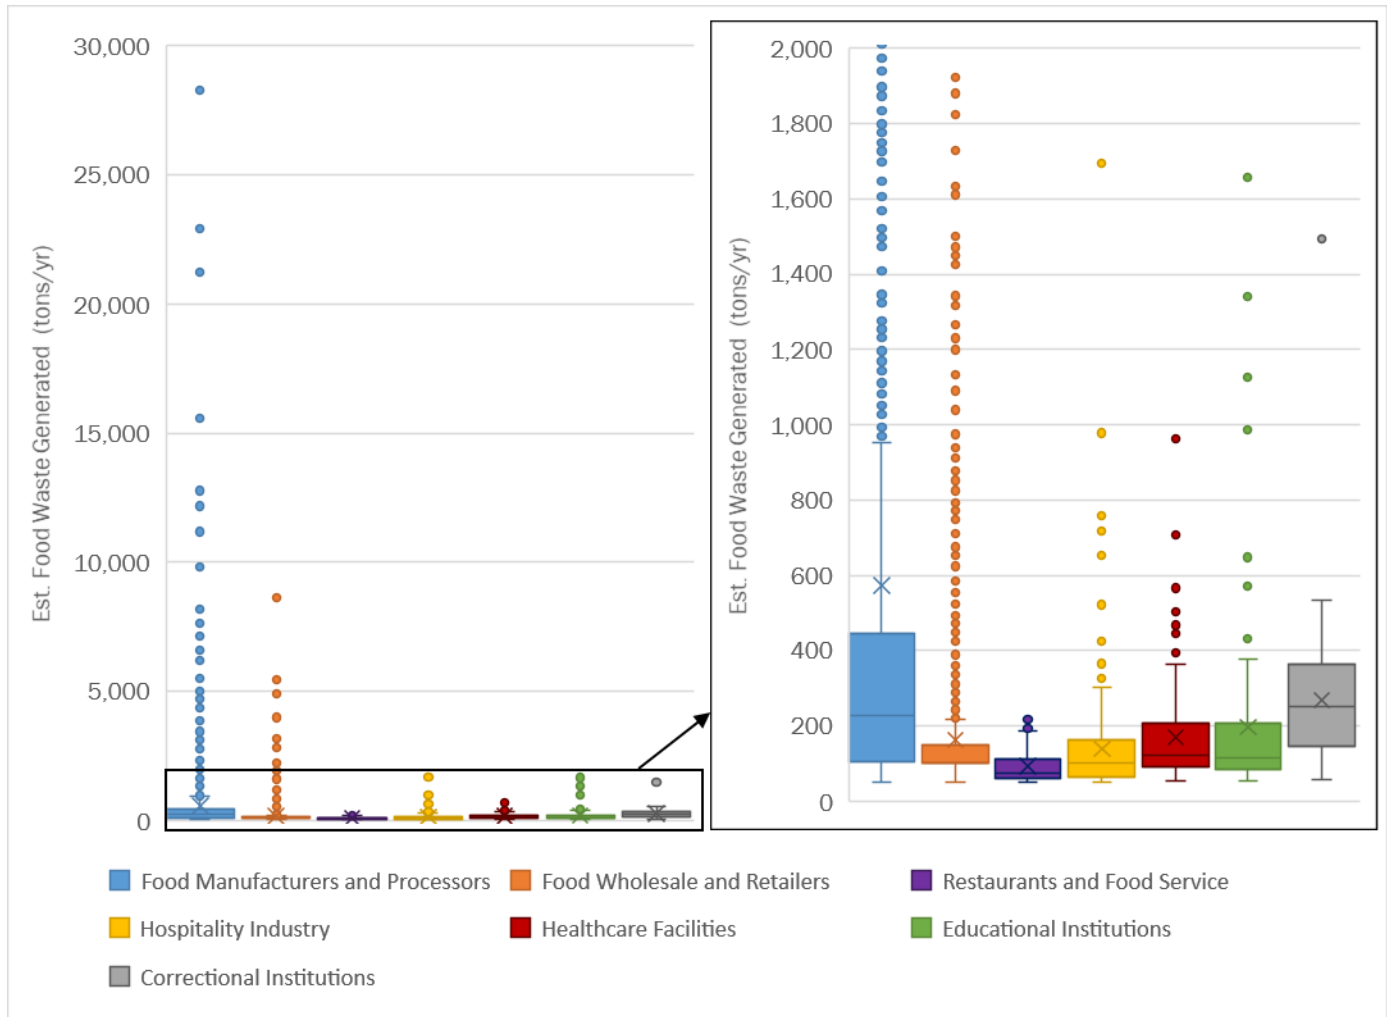 Est. Food Waste Generated (tons/yr)
30,000
25,000
20,000
15,000
10,000
5,000
0
Est. Food Waste Generated (tons/yr)
2,000
1,800
1,600
1,400
1,200
1,000
800
600
400
200
0
Food Manufacturers and Processors
Food Wholesale and Retailers
Restaurants and Food Service
Hospitality Industry
Healthcare Facilities
Educational Institutions
Correctional Institutions